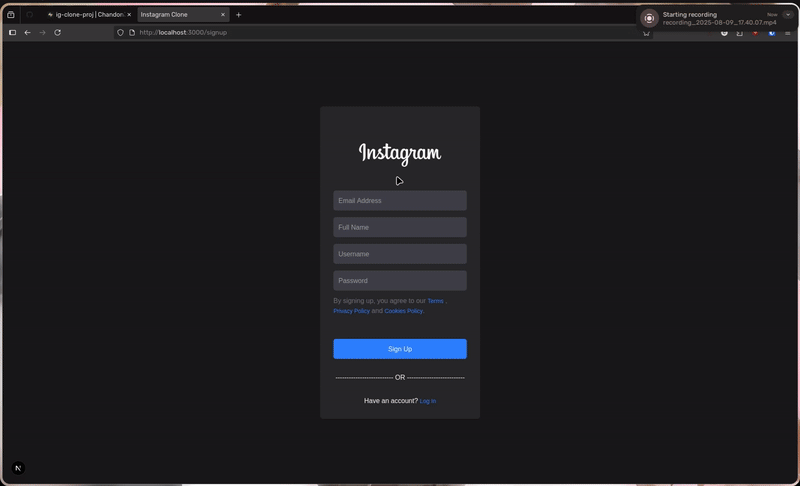 ig-clone-proj | Chandon
Instagram Clone
Starting recording
Now
recording_2025-08-09_17.40.07.mp4
http://localhost:3000/signup
Instagram
Email Address
Full Name
Username
Password
By signing up, you agree to our Terms ,
Privacy Policy and Cookies Policy.
Sign Up
------------------------- OR -------------------------
Have an account? Log in
N